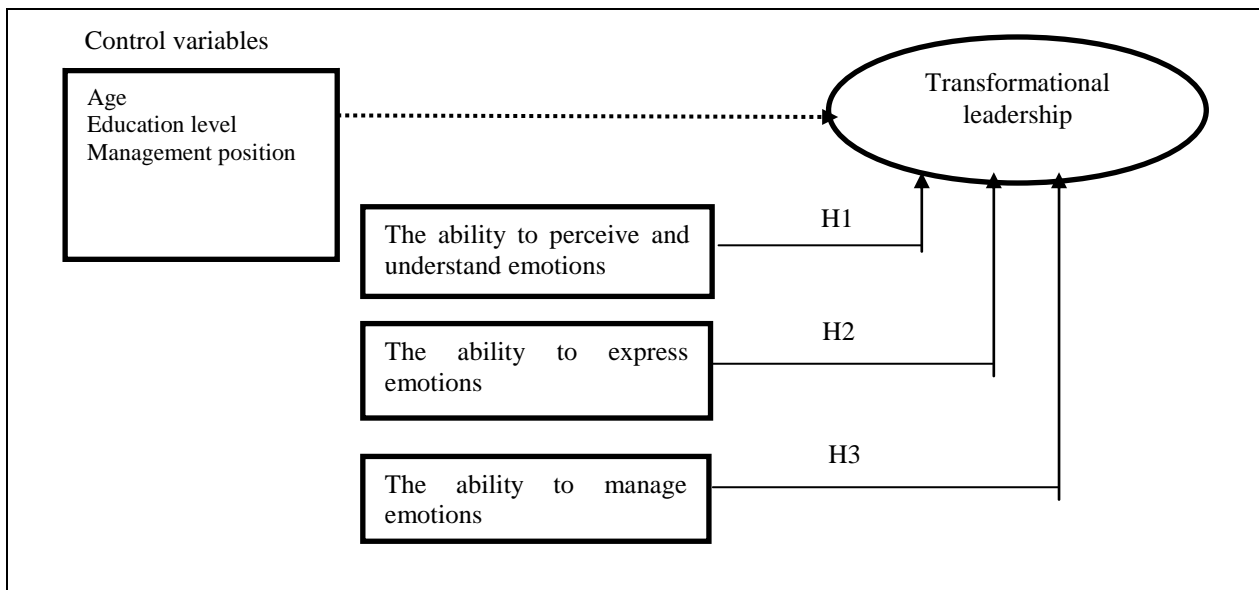 Control variables
Age
Education level
Management position
Transformational
leadership
The ability to perceive and
understand emotions
H1
The ability to express
emotions
H2
The ability to manage
emotions
H3